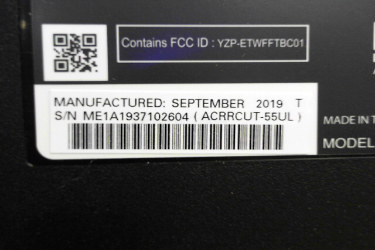 Contains FCC ID : YZP-ETWFFTBC01
MANUFACTURED: SEPTEMBER 2019 T
S/N ME1A1937102604 ( ACRRCUT-55UL )
MADE IN T
MODEL